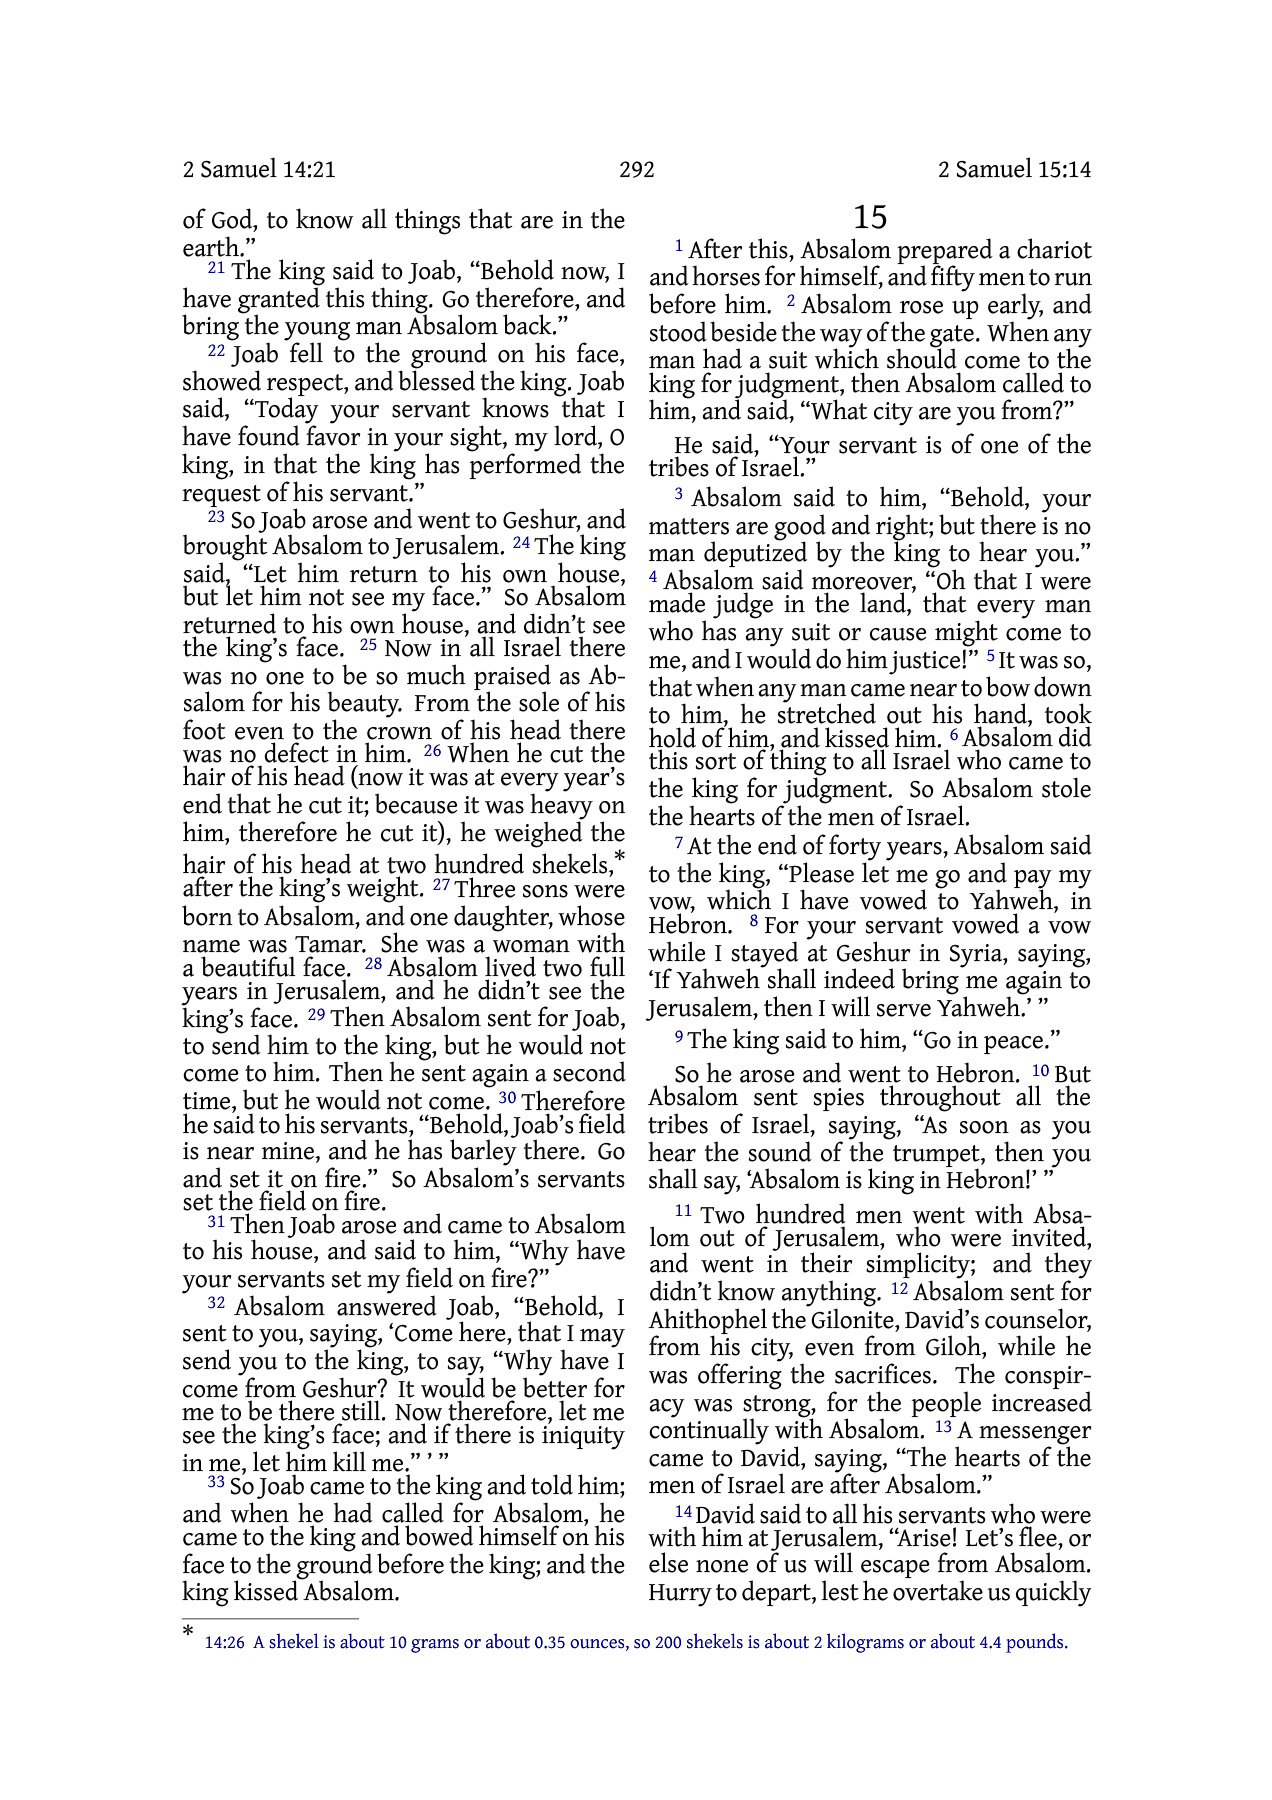 2 Samuel 14:21
292
2 Samuel 15:14
of God, to know all things that are in the
earth.”
21 The king said to Joab, “Behold now, I
have granted this thing. Go therefore, and
bring the young man Absalom back.”
22 Joab fell to the ground on his face,
showed respect, and blessed the king. Joab
said, “Today your servant knows that I
have found favor in your sight, my lord, O
king, in that the king has performed the
request of his servant.”
23 So Joab arose and went to Geshur, and
brought Absalom to Jerusalem. 24 The king
said, “Let him return to his own house,
but let him not see my face.” So Absalom
returned to his own house, and didn’t see
the king’s face. 25 Now in all Israel there
was no one to be so much praised as Ab-
salom for his beauty. From the sole of his
foot even to the crown of his head there
was no defect in him. 26 When he cut the
hair of his head (now it was at every year’s
end that he cut it; because it was heavy on
him, therefore he cut it), he weighed the
hair of his head at two hundred shekels,*
after the king’s weight. 27 Three sons were
born to Absalom, and one daughter, whose
name was Tamar. She was a woman with
a beautiful face. 28 Absalom lived two full
years in Jerusalem, and he didn’t see the
king’s face. 29 Then Absalom sent for Joab,
to send him to the king, but he would not
come to him. Then he sent again a second
time, but he would not come. 30 Therefore
he said to his servants, “Behold, Joab’s field
is near mine, and he has barley there. Go
and set it on fire.” So Absalom’s servants
set the field on fire.
31 Then Joab arose and came to Absalom
to his house, and said to him, “Why have
your servants set my field on fire?”
32 Absalom answered Joab, “Behold, I
sent to you, saying, ‘Come here, that I may
send you to the king, to say, “Why have I
come from Geshur? It would be better for
me to be there still. Now therefore, let me
see the king’s face; and if there is iniquity
in me, let him kill me.” ’ ”
33 So Joab came to the king and told him;
and when he had called for Absalom, he
came to the king and bowed himself on his
face to the ground before the king; and the
king kissed Absalom.
15
1 After this, Absalom prepared a chariot
and horses for himself, and fifty men to run
before him. 2 Absalom rose up early, and
stood beside the way of the gate. When any
man had a suit which should come to the
king for judgment, then Absalom called to
him, and said, “What city are you from?”
He said, “Your servant is of one of the
tribes of Israel.”
3 Absalom said to him, “Behold, your
matters are good and right; but there is no
man deputized by the king to hear you.”
4 Absalom said moreover, “Oh that I were
made judge in the land, that every man
who has any suit or cause might come to
me, and I would do him justice!” 5 It was so,
that when any man came near to bow down
to him, he stretched out his hand, took
hold of him, and kissed him. 6 Absalom did
this sort of thing to all Israel who came to
the king for judgment. So Absalom stole
the hearts of the men of Israel.
7 At the end of forty years, Absalom said
to the king, “Please let me go and pay my
vow, which I have vowed to Yahweh, in
Hebron. 8 For your servant vowed a vow
while I stayed at Geshur in Syria, saying,
‘If Yahweh shall indeed bring me again to
Jerusalem, then I will serve Yahweh.’ ”
9 The king said to him, “Go in peace.”
So he arose and went to Hebron. 10 But
Absalom sent spies throughout all the
tribes of Israel, saying, “As soon as you
hear the sound of the trumpet, then you
shall say, ‘Absalom is king in Hebron!’ ”
11 Two hundred men went with Absa-
lom out of Jerusalem, who were invited,
and went in their simplicity; and they
didn’t know anything. 12 Absalom sent for
Ahithophel the Gilonite, David’s counselor,
from his city, even from Giloh, while he
was offering the sacrifices. The conspir-
acy was strong, for the people increased
continually with Absalom. 13 A messenger
came to David, saying, “The hearts of the
men of Israel are after Absalom.”
14 David said to all his servants who were
with him at Jerusalem, “Arise! Let’s flee, or
else none of us will escape from Absalom.
Hurry to depart, lest he overtake us quickly
* 14:26 A shekel is about 10 grams or about 0.35 ounces, so 200 shekels is about 2 kilograms or about 4.4 pounds.